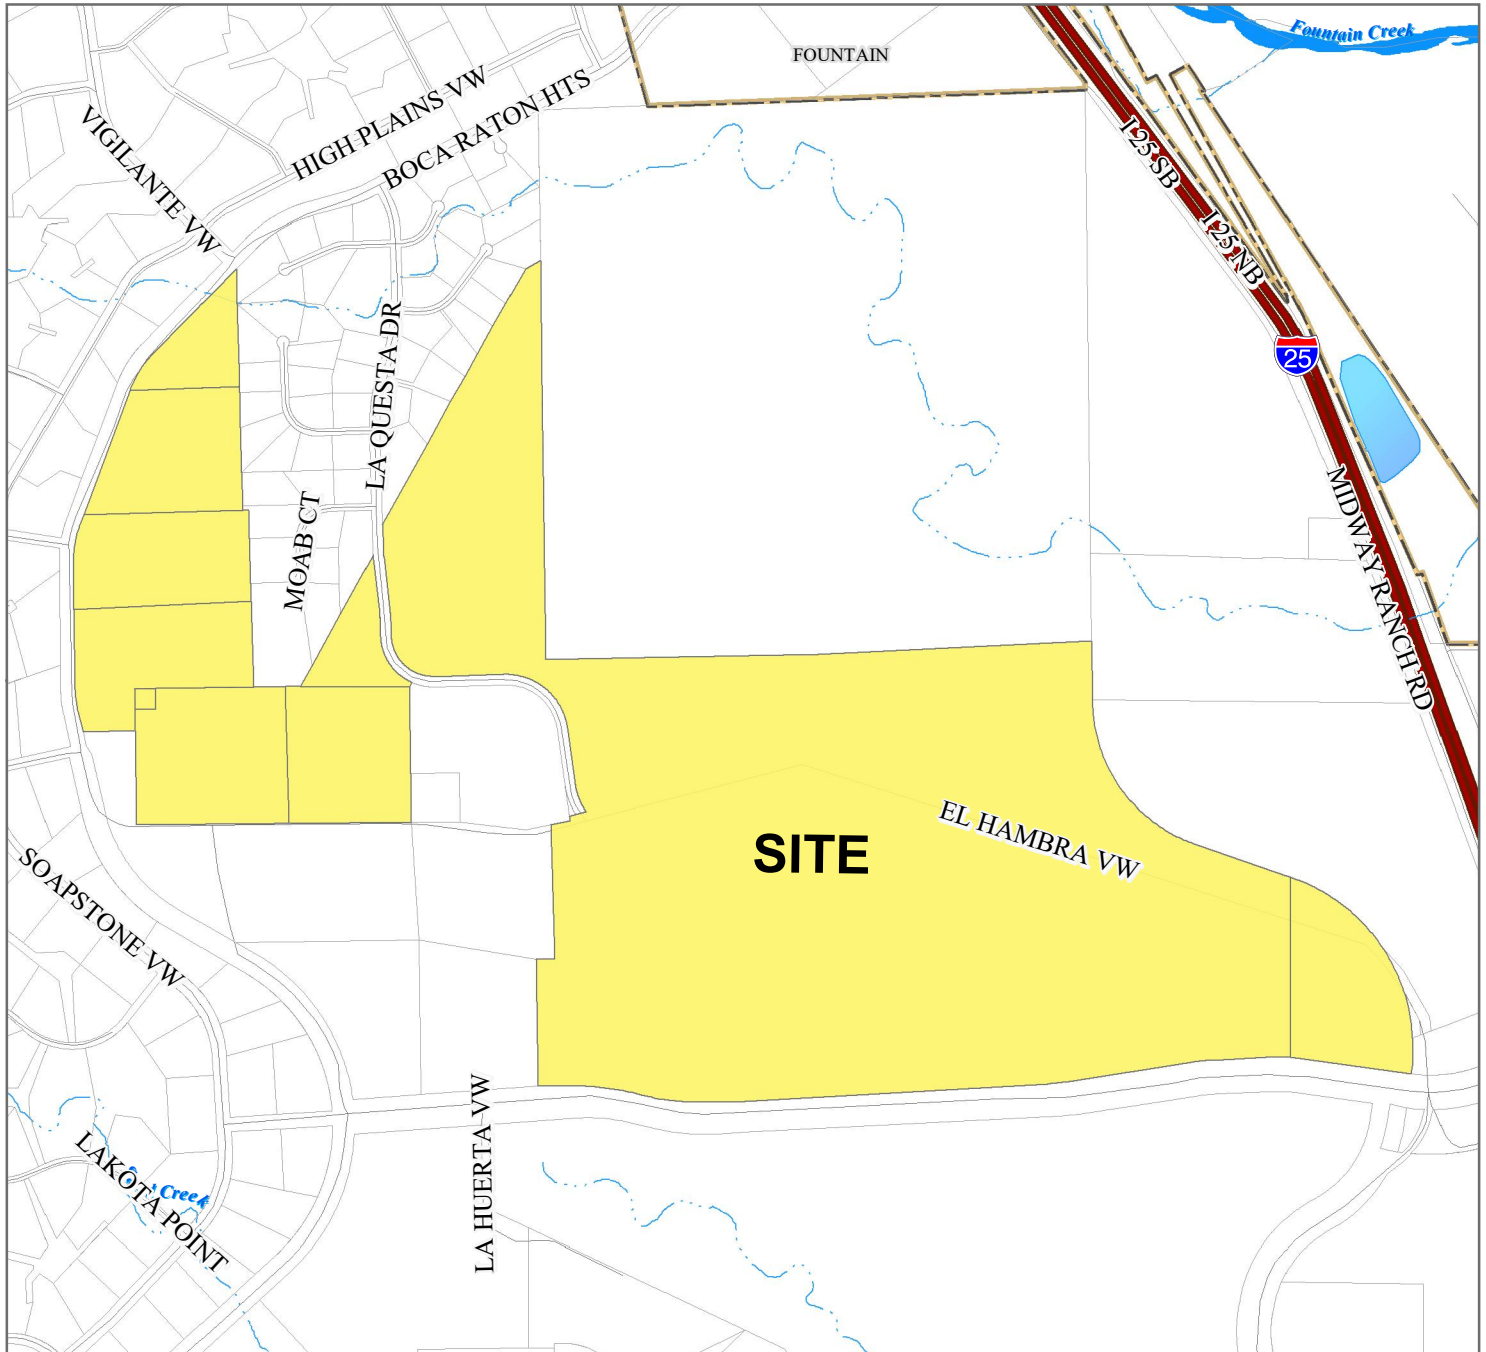 Fountain Creek
FOUNTAIN
HIGH PLAINS VW
BOCA RATON HTS
VIGILANTE VW
I 25 SB
I 25 NB
25
LA QUESTA DR
MOAB CT
MIDWAY RANCH RD
EL HAMBRA VW
SITE
SOAPSTONE VW
LA HUERTA VW
LAKOTA POINT
Creek